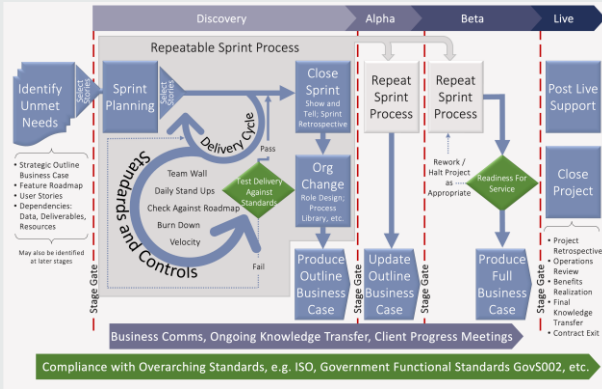 Discovery
Alpha
Beta
Live
Repeatable Sprint Process
Identify
Unmet
Needs
Select
Stories
Sprint
Planning
Select
Stories
Close
Sprint
Show and
Tell; Sprint
Retrospective
Repeat
Sprint
Process
Repeat
Sprint
Process
Post Live
Support
Delivery Cycle
Pass
• Strategic Outline
Business Case
• Feature Roadmap
• User Stories
• Dependencies:
Data, Deliverables,
Resources
May also be identified
at later stages
Standards and Controls
Team Wall
Daily Stand Ups
Check Against Roadmap
Burn Down
Velocity
Test Delivery
Against
Standards
Fail
Org
Change
Role Design;
Process
Library, etc.
Rework /
Halt Project
as
Appropriate
Readiness For
Service
Close
Project
• Project
Retrospective
• Operations
Review
• Benefits
Realization
• Final
Knowledge
Transfer
• Contract Exit
Produce
Outline
Business
Case
Update
Outline
Business
Case
Produce
Full
Business
Case
Stage Gate
Stage Gate
Stage Gate
Stage Gate
Business Comms, Ongoing Knowledge Transfer, Client Progress Meetings
Compliance with Overarching Standards, e.g. ISO, Government Functional Standards GovS002, etc.